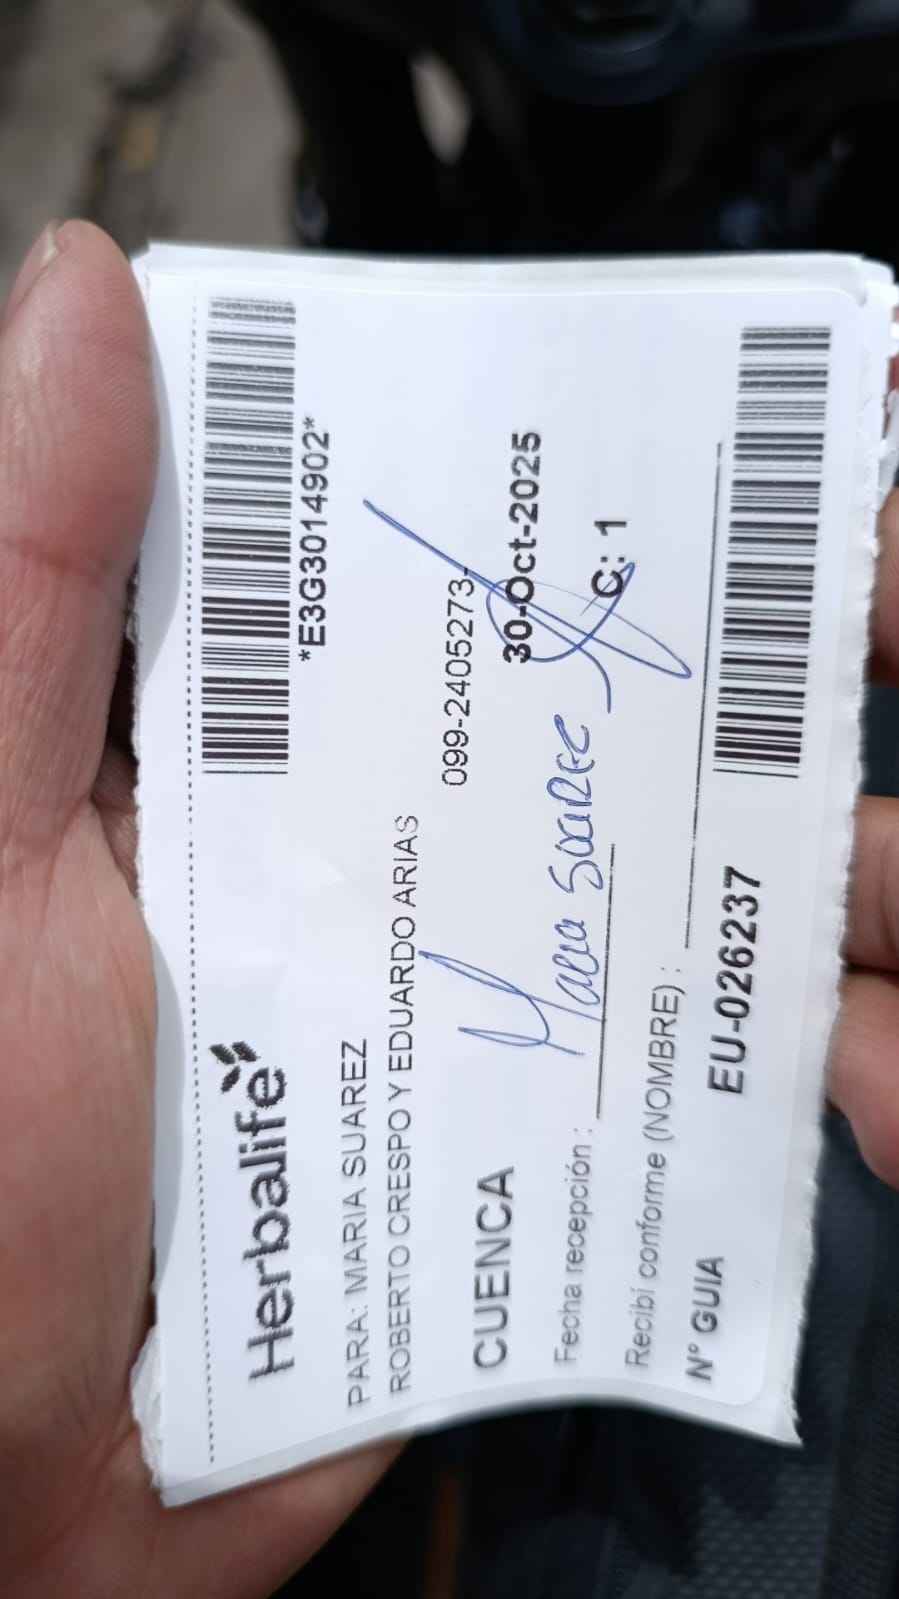 *E3G3014902*
Herbalife
PARA: MARIA SUAREZ
ROBERTO CRESPO Y EDUARDO ARIAS
099-2405273-
CUENCA
30-Oct-2025
Fecha recepción : Maria Suarez
C: 1
Recibí conforme (NOMBRE) :
N° GUIA EU-026237